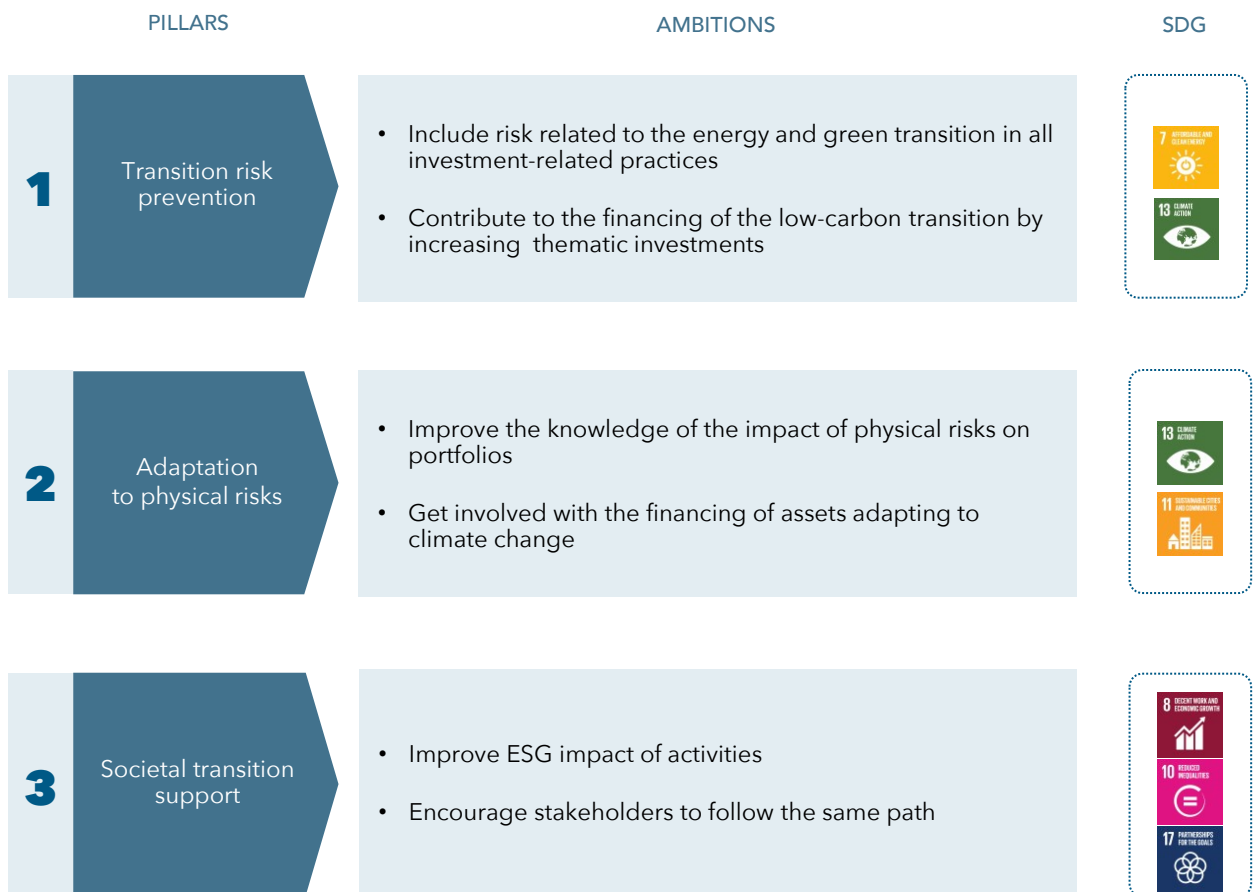 PILLARS
AMBITIONS
SDG
1
Transition risk
prevention
• Include risk related to the energy and green transition in all
investment-related practices
• Contribute to the financing of the low-carbon transition by
increasing thematic investments
7 AFFORDABLE AND
CLEAN ENERGY
13 CLIMATE
ACTION
2
Adaptation
to physical risks
• Improve the knowledge of the impact of physical risks on
portfolios
• Get involved with the financing of assets adapting to
climate change
13 CLIMATE
ACTION
11 SUSTAINABLE CITIES
AND COMMUNITIES
3
Societal transition
support
• Improve ESG impact of activities
• Encourage stakeholders to follow the same path
8 DECENT WORK AND
ECONOMIC GROWTH
10 REDUCED
INEQUALITIES
17 PARTNERSHIPS
FOR THE GOALS